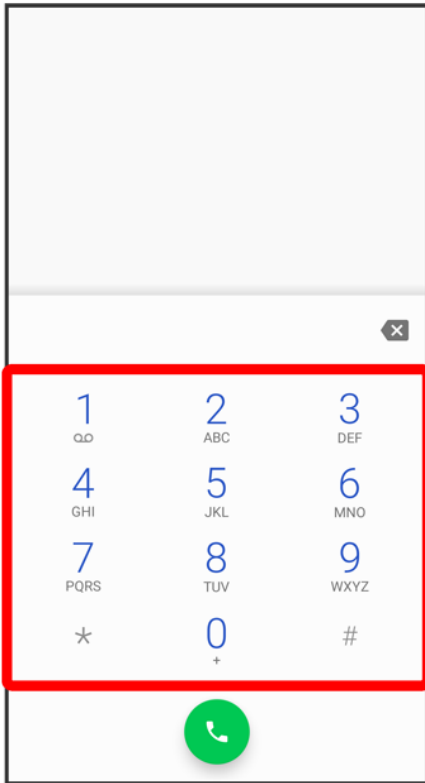 1 2 3
ABC DEF
4 5 6
GHI JKL MNO
7 8 9
PQRS TUV WXYZ
* 0 #
+